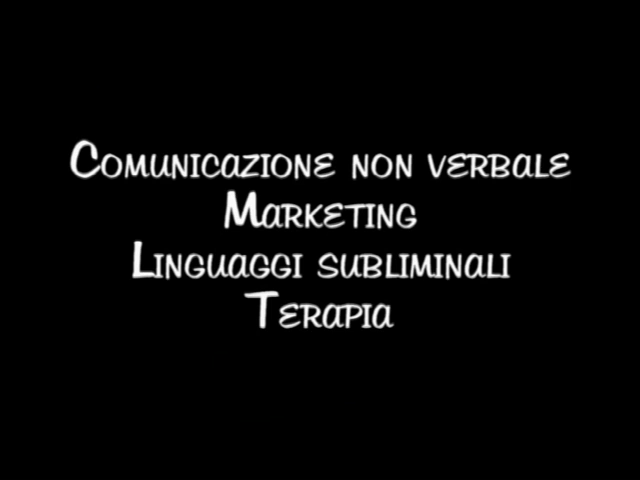 Comunicazione non verbale
Marketing
Linguaggi subliminali
Terapia